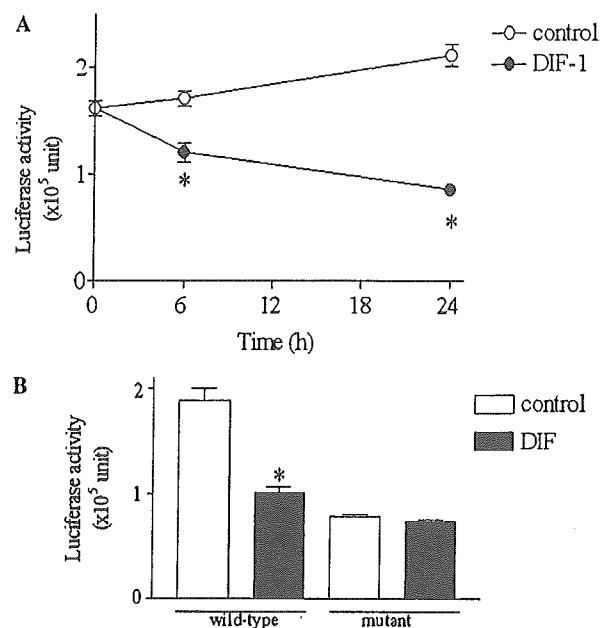 A
control
DIF-1
Luciferase activity
(x10⁵ unit)
2
1
0
*
*
0
6
12
18
24
Time (h)
B
control
DIF
Luciferase activity
(x10⁵ unit)
2
1
0
*
wild-type
mutant